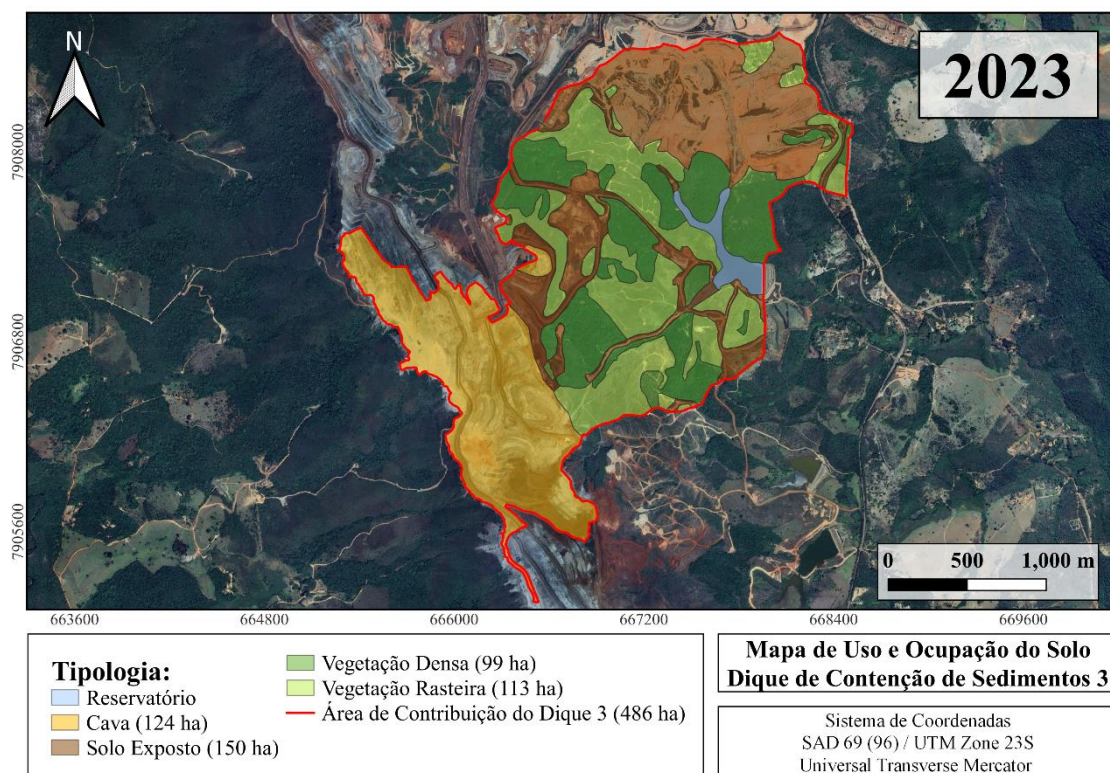 N
2023
7908000
7906800
7905600
0 500 1,000 m
663600 664800 666000 667200 668400 669600
Tipologia:
Reservatório
Cava (124 ha)
Solo Exposto (150 ha)
Vegetação Densa (99 ha)
Vegetação Rasteira (113 ha)
Área de Contribuição do Dique 3 (486 ha)
Mapa de Uso e Ocupação do Solo
Dique de Contenção de Sedimentos 3
Sistema de Coordenadas
SAD 69 (96) / UTM Zone 23S
Universal Transverse Mercator